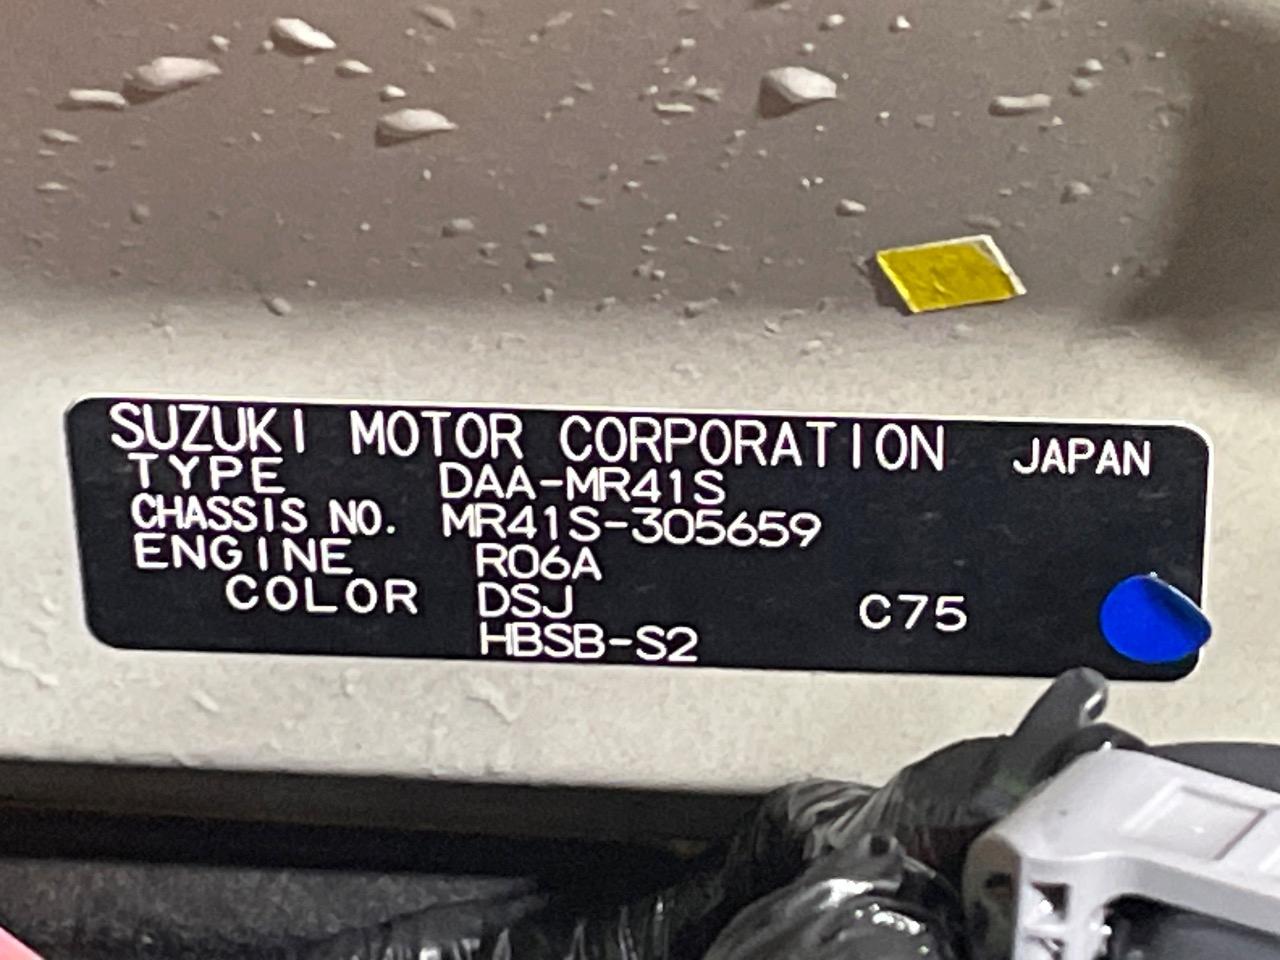 SUZUKI MOTOR CORPORATION JAPAN
TYPE DAA-MR41S
CHASSIS NO. MR41S-305659
ENGINE R06A
COLOR DSJ C75
HBSB-S2